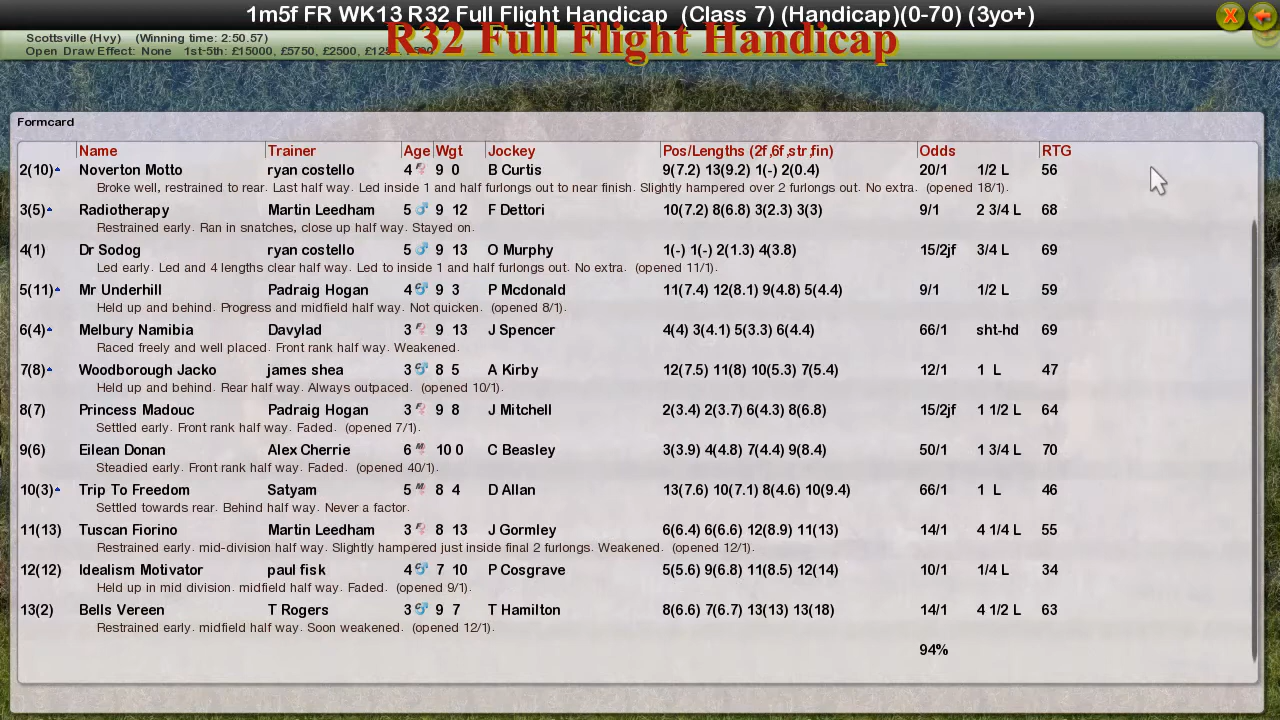 1m5f FR WK13 R32 Full Flight Handicap (Class 7) (Handicap)(0-70) (3yo+)
R32 Full Flight Handicap
Scottsville (Hvy) (Winning time: 2:50.57)
Open Draw Effect: None 1st-5th: £15000, £5750, £2500,
Formcard
Name Trainer Age Wgt Jockey Pos/Lengths (2f,6f,str,fin) Odds RTG
2(10) Noverton Motto ryan costello 4 9 0 B Curtis 9(7.2) 13(9.2) 1(-) 2(0.4) 20/1 1/2 L 56
Broke well, restrained to rear. Last half way. Led inside 1 and half furlongs out to near finish. Slightly hampered over 2 furlongs out. No extra. (opened 18/1).
3(5) Radiotherapy Martin Leedham 5 9 12 F Dettori 10(7.2) 8(6.8) 3(2.3) 3(3) 9/1 2 3/4 L 68
Restrained early. Ran in snatches, close up half way. Stayed on.
4(1) Dr Sodog ryan costello 5 9 13 O Murphy 1(-) 1(-) 2(1.3) 4(3.8) 15/2jf 3/4 L 69
Led early. Led and 4 lengths clear half way. Led to inside 1 and half furlongs out. No extra. (opened 11/1).
5(11) Mr Underhill Padraig Hogan 4 9 3 P Mcdonald 11(7.4) 12(8.1) 9(4.8) 5(4.4) 9/1 1/2 L 59
Held up and behind. Progress and midfield half way. Not quicken. (opened 8/1).
6(4) Melbury Namibia Davylad 3 9 13 J Spencer 4(4) 3(4.1) 5(3.3) 6(4.4) 66/1 sht-hd 69
Raced freely and well placed. Front rank half way. Weakened.
7(8) Woodborough Jacko james shea 3 8 5 A Kirby 12(7.5) 11(8) 10(5.3) 7(5.4) 12/1 1 L 47
Held up and behind. Rear half way. Always outpaced. (opened 10/1).
8(7) Princess Madouc Padraig Hogan 3 9 8 J Mitchell 2(3.4) 2(3.7) 6(4.3) 8(6.8) 15/2jf 1 1/2 L 64
Settled early. Front rank half way. Faded. (opened 7/1).
9(6) Eilean Donan Alex Cherrie 6 10 0 C Beasley 3(3.9) 4(4.8) 7(4.4) 9(8.4) 50/1 1 3/4 L 70
Steadied early. Front rank half way. Faded. (opened 40/1).
10(3) Trip To Freedom Satyam 5 8 4 D Allan 13(7.6) 10(7.1) 8(4.6) 10(9.4) 66/1 1 L 46
Settled towards rear. Behind half way. Never a factor.
11(13) Tuscan Fiorino Martin Leedham 3 8 13 J Gormley 6(6.4) 6(6.6) 12(8.9) 11(13) 14/1 4 1/4 L 55
Restrained early. mid-division half way. Slightly hampered just inside final 2 furlongs. Weakened. (opened 12/1).
12(12) Idealism Motivator paul fisk 4 7 10 P Cosgrave 5(5.6) 9(6.8) 11(8.5) 12(14) 10/1 1/4 L 34
Held up in mid division. midfield half way. Faded. (opened 9/1).
13(2) Bells Vereen T Rogers 3 9 7 T Hamilton 8(6.6) 7(6.7) 13(13) 13(18) 14/1 4 1/2 L 63
Restrained early. midfield half way. Soon weakened. (opened 12/1).
94%